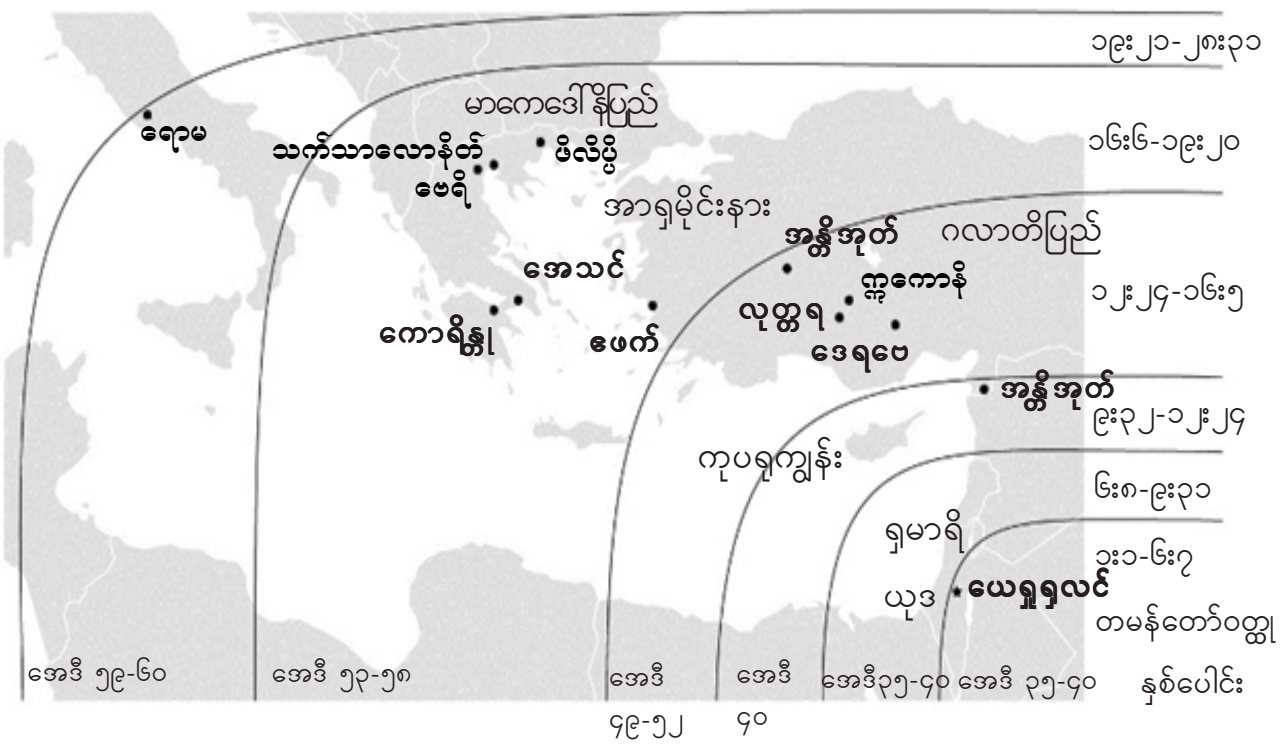 ၁၉း၂၁-၂၈း၃၁
မာကေဒေါနိပြည်
ရောမ
သက်သာလောနိတ်
ဖိလိပ္ပိ
၁၆း၆-၁၉း၂၀
ဗေရိ
အာရှမိုင်းနား
အန္တိအုတ်
ဂလာတိပြည်
အေသင်
ဣကောနိ
၁၂း၂၄-၁၆း၅
လုတ္တရ
ကောရိန္တု
ဧဖက်
ဒေရဗေ
အန္တိအုတ်
၉း၃၂-၁၂း၂၄
ကုပရုကျွန်း
၆း၈-၉း၃၁
ရှမာရိ
၁း၁-၆း၇
ယုဒ
ယေရှုရှလင်
တမန်တော်ဝတ္ထု
အေဒီ ၅၉-၆၀
အေဒီ ၅၃-၅၈
အေဒီ
၄၉-၅၂
အေဒီ
၄၀
အေဒီ၃၅-၄၀
အေဒီ ၃၅-၄၀
နှစ်ပေါင်း